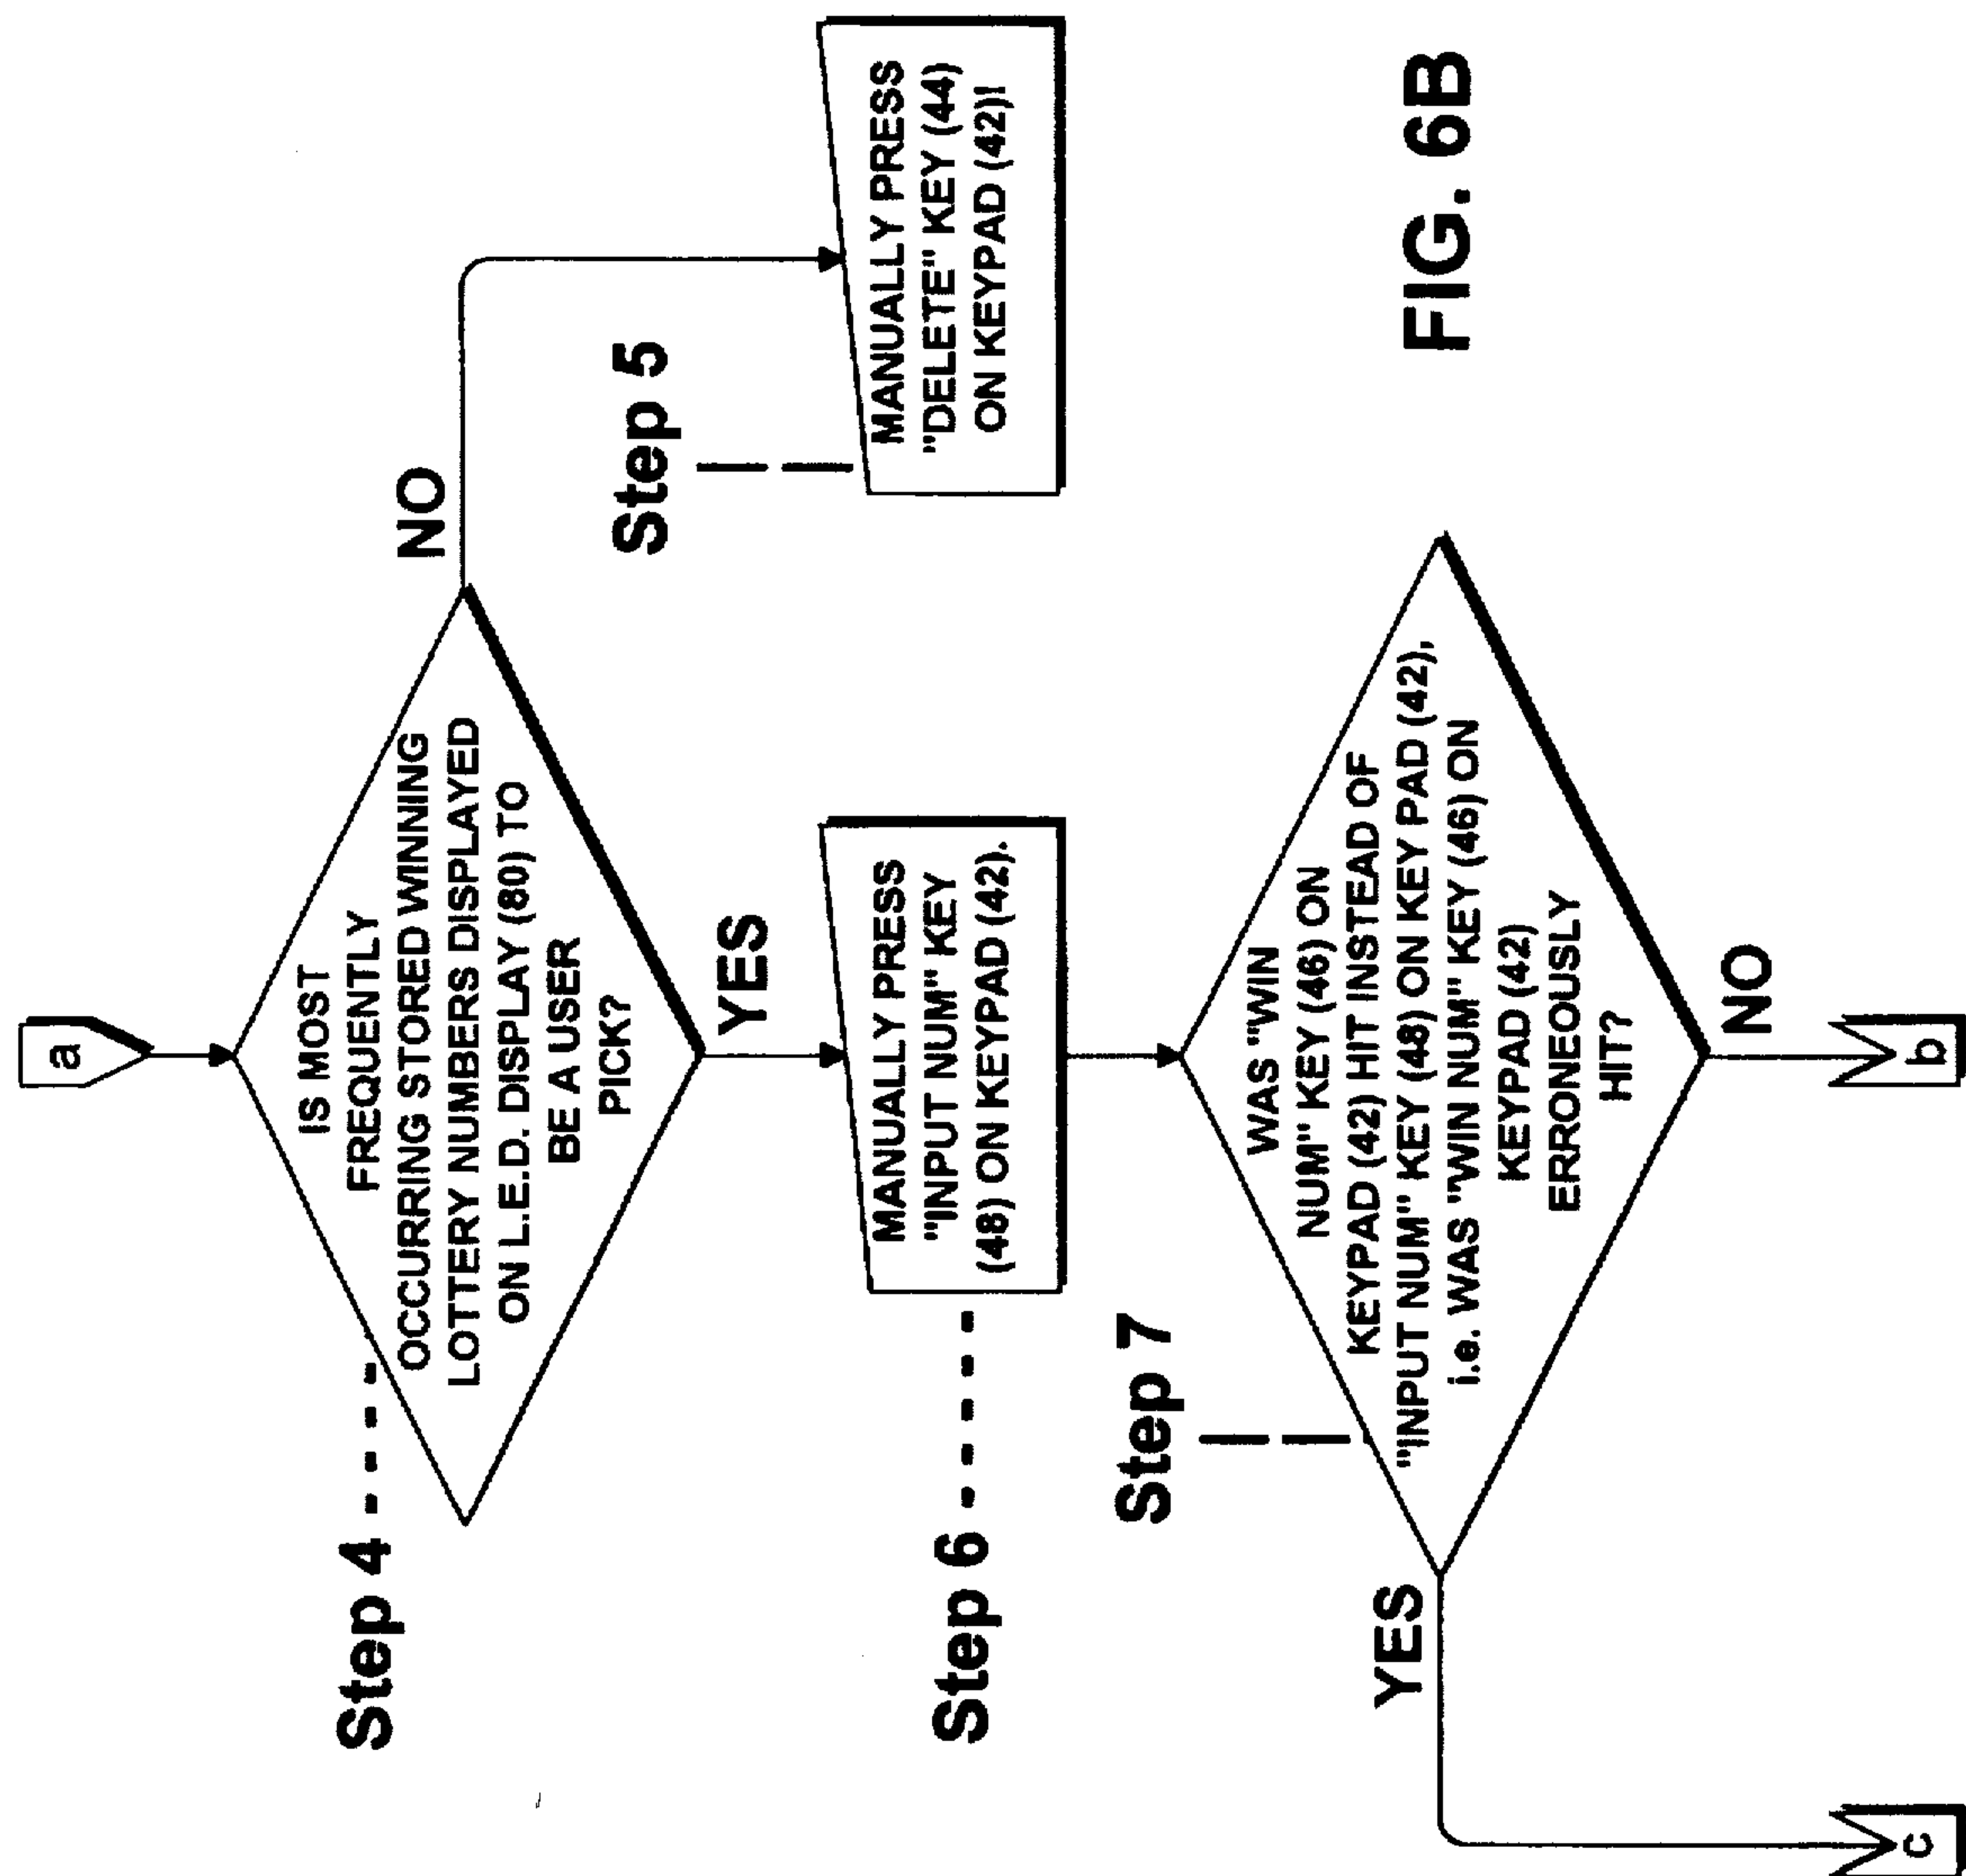 a
IS MOST
FREQUENTLY
OCCURRING STORED WINNING
LOTTERY NUMBERS DISPLAYED
ON L.E.D. DISPLAY (80) TO
BE A USER
PICK?
Step 4
NO
Step 5
MANUALLY PRESS
"DELETE" KEY (44)
ON KEYPAD (42)!
YES
MANUALLY PRESS
"INPUT NUM" KEY
(48) ON KEYPAD (42).
Step 6
Step 7
WAS "WIN
NUM" KEY (46) ON
KEYPAD (42) HIT INSTEAD OF
"INPUT NUM" KEY (48) ON KEY PAD (42),
i.e. WAS "WIN NUM" KEY (46) ON
KEYPAD (42)
ERRONEOUSLY
HIT?
YES
NO
c
b
FIG. 6B